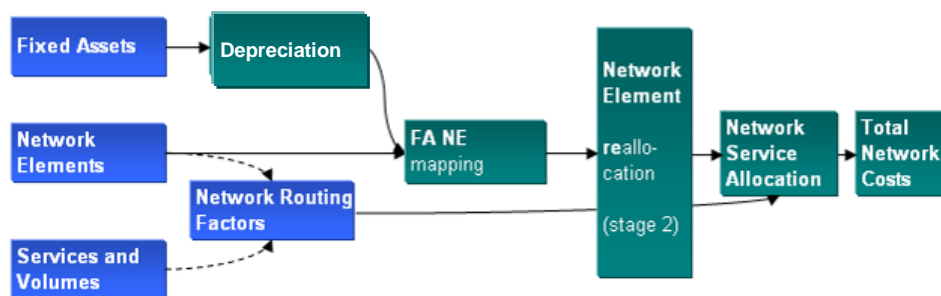 Fixed Assets
Depreciation
Network
Elements
FA NE
mapping
Network Routing
Factors
Services and
Volumes
Network
Element
reallo-
cation
(stage 2)
Network
Service
Allocation
Total
Network
Costs